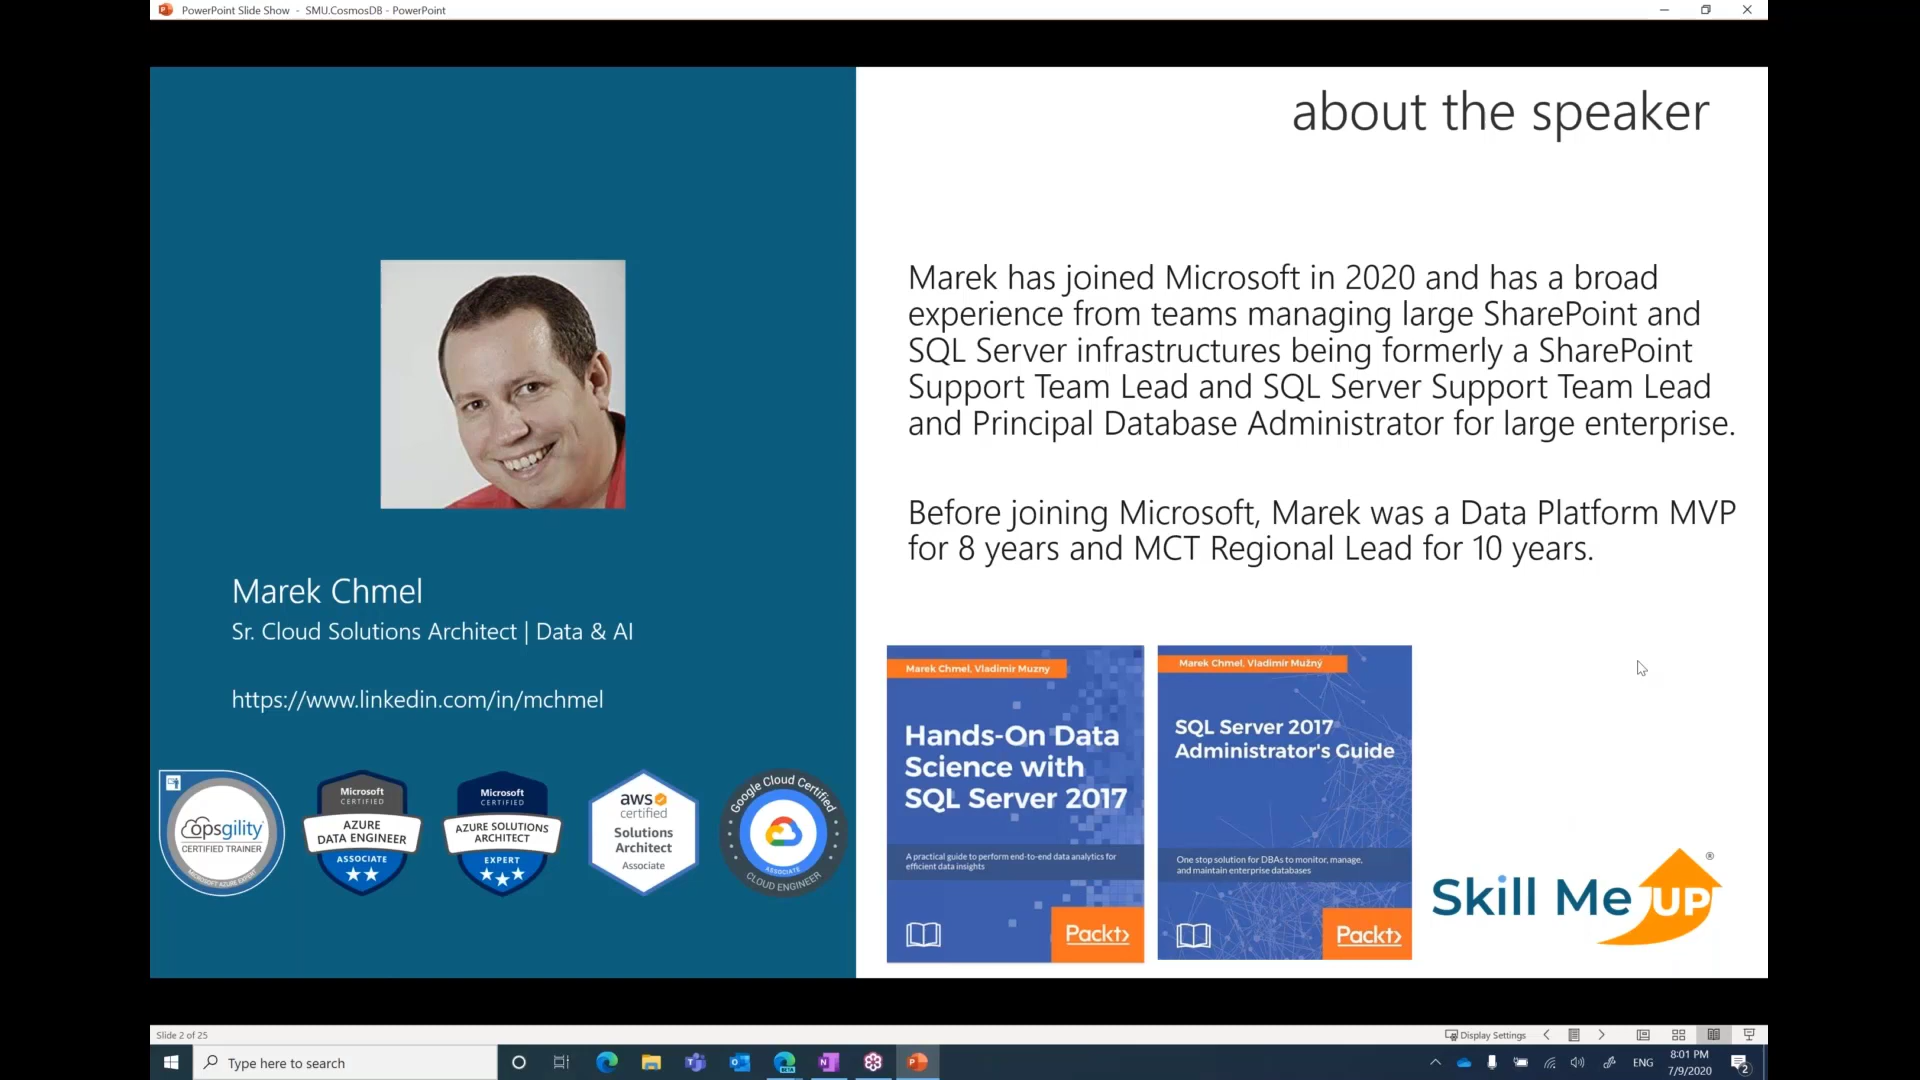 PowerPoint Slide Show - SMU.CosmosDB - PowerPoint
about the speaker
Marek has joined Microsoft in 2020 and has a broad
experience from teams managing large SharePoint and
SQL Server infrastructures being formerly a SharePoint
Support Team Lead and SQL Server Support Team Lead
and Principal Database Administrator for large enterprise.
Before joining Microsoft, Marek was a Data Platform MVP
for 8 years and MCT Regional Lead for 10 years.
Marek Chmel
Sr. Cloud Solutions Architect | Data & AI
https://www.linkedin.com/in/mchmel
opsgility
CERTIFIED TRAINER
MICROSOFT AZURE EXPERT
Microsoft
CERTIFIED
AZURE
DATA ENGINEER
ASSOCIATE
Microsoft
CERTIFIED
AZURE SOLUTIONS
ARCHITECT
EXPERT
aws
certified
Solutions
Architect
Associate
Google Cloud Certified
ASSOCIATE
CLOUD ENGINEER
Marek Chmel, Vladimir Muzny
Hands-On Data
Science with
SQL Server 2017
A practical guide to perform end-to-end data analytics for
efficient data insights
Packt>
Marek Chmel, Vladimír Mužný
SQL Server 2017
Administrator's Guide
One stop solution for DBAs to monitor, manage,
and maintain enterprise databases
Packt>
Skill Me UP ®
Slide 2 of 25
Display Settings
Type here to search
BETA
ENG
8:01 PM
7/9/2020
2